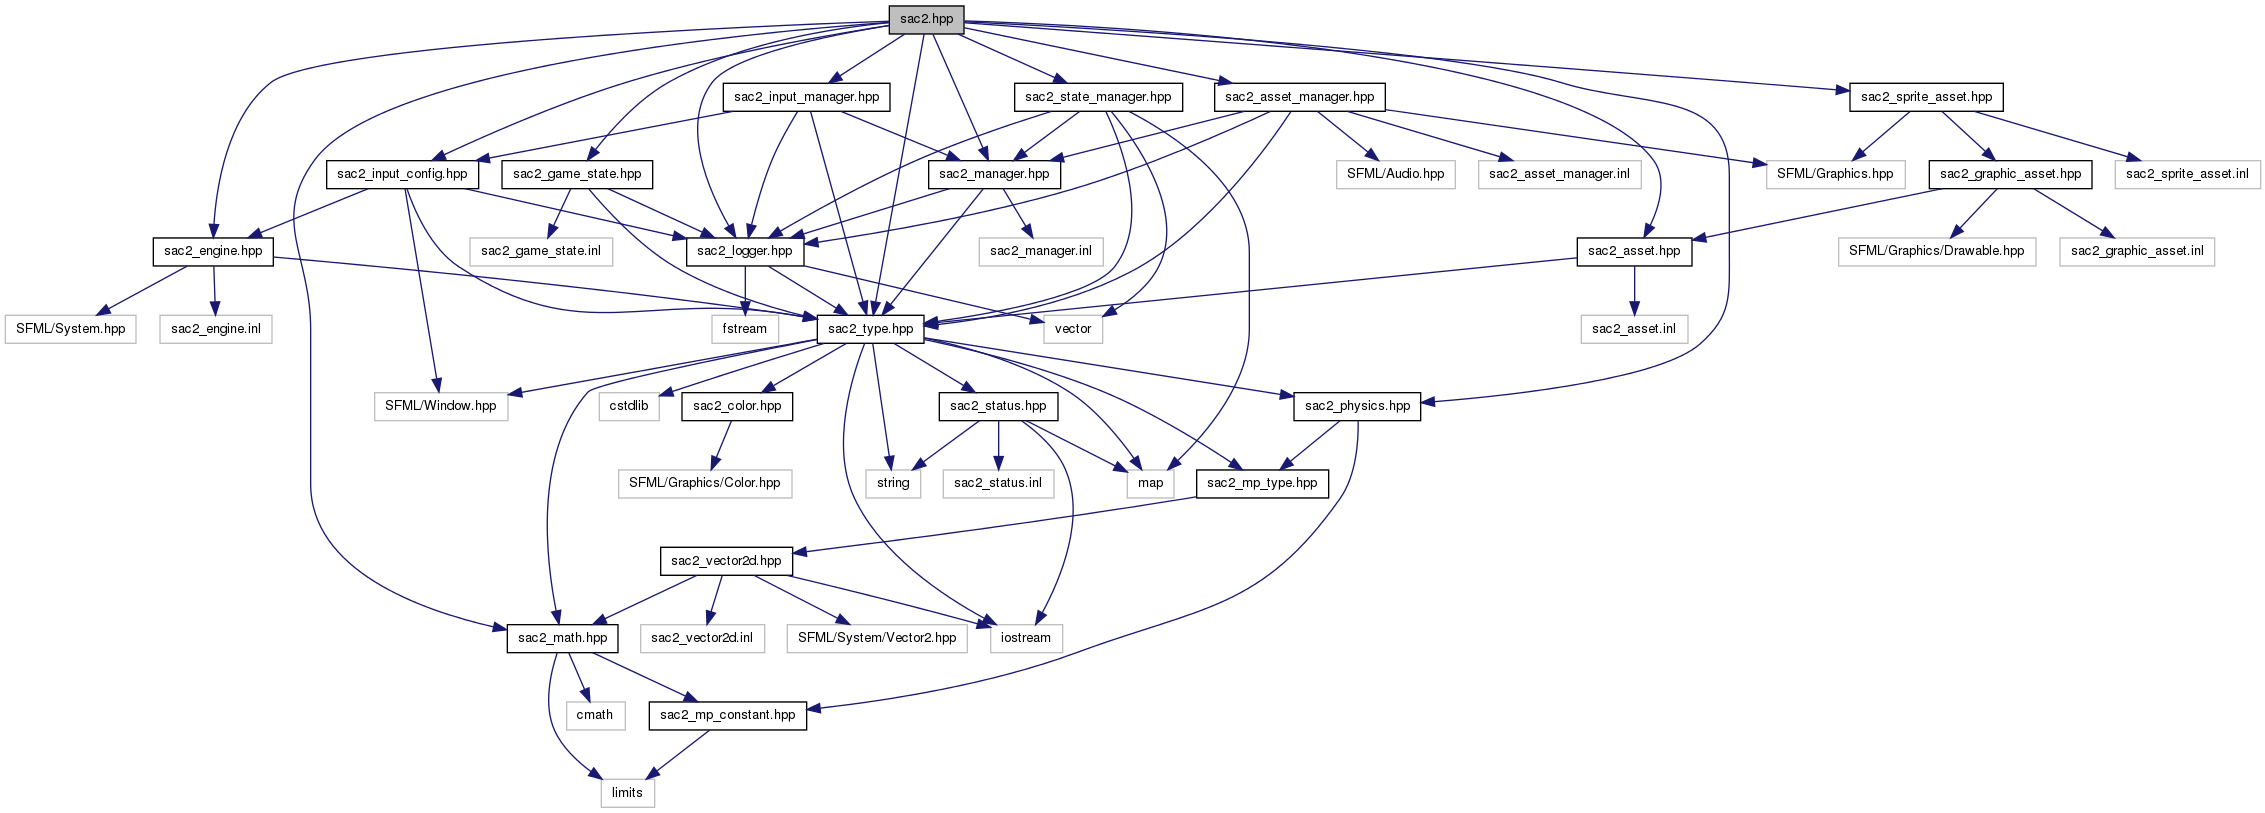 sac2.hpp
sac2_input_manager.hpp
sac2_state_manager.hpp
sac2_asset_manager.hpp
sac2_sprite_asset.hpp
sac2_input_config.hpp
sac2_game_state.hpp
sac2_manager.hpp
SFML/Audio.hpp
sac2_asset_manager.inl
SFML/Graphics.hpp
sac2_graphic_asset.hpp
sac2_sprite_asset.inl
sac2_engine.hpp
sac2_game_state.inl
sac2_logger.hpp
sac2_manager.inl
sac2_asset.hpp
SFML/Graphics/Drawable.hpp
sac2_graphic_asset.inl
SFML/System.hpp
sac2_engine.inl
fstream
sac2_type.hpp
vector
sac2_asset.inl
SFML/Window.hpp
cstdlib
sac2_color.hpp
sac2_status.hpp
sac2_physics.hpp
SFML/Graphics/Color.hpp
string
sac2_status.inl
map
sac2_mp_type.hpp
sac2_vector2d.hpp
sac2_math.hpp
sac2_vector2d.inl
SFML/System/Vector2.hpp
iostream
cmath
sac2_mp_constant.hpp
limits